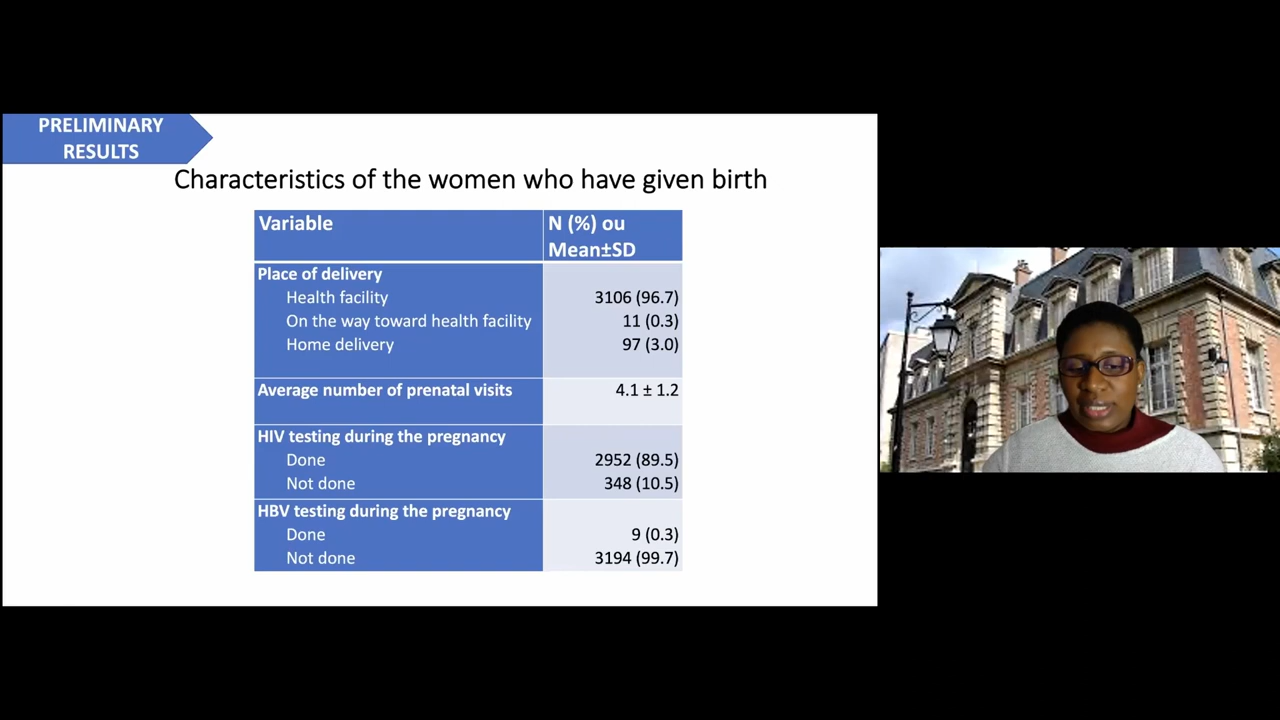 PRELIMINARY
RESULTS
Characteristics of the women who have given birth
Variable
N (%) ou
Mean±SD
Place of delivery
Health facility 3106 (96.7)
On the way toward health facility 11 (0.3)
Home delivery 97 (3.0)
Average number of prenatal visits 4.1 ± 1.2
HIV testing during the pregnancy
Done 2952 (89.5)
Not done 348 (10.5)
HBV testing during the pregnancy
Done 9 (0.3)
Not done 3194 (99.7)